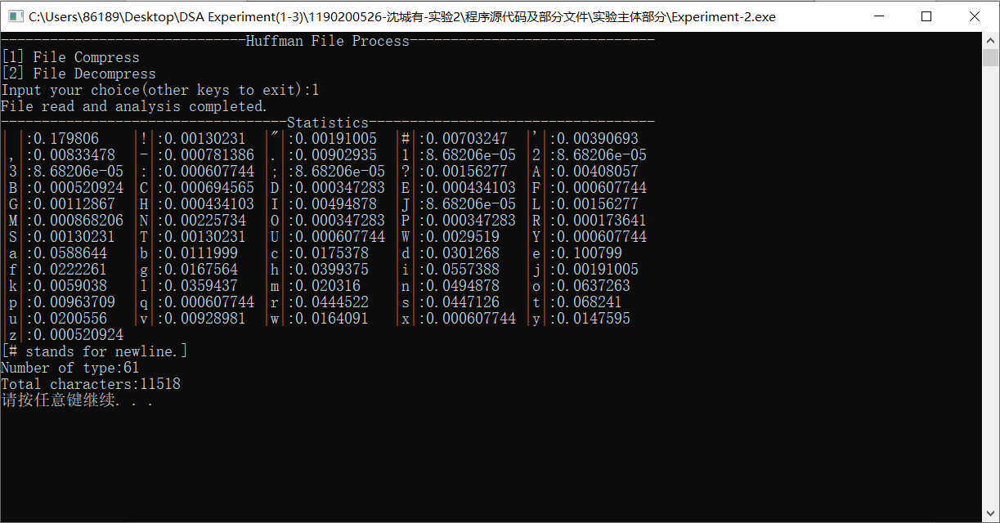 C:\Users\86189\Desktop\DSA Experiment(1-3)\1190200526-沈城有-实验2\程序源代码及部分文件\实验主体部分\Experiment-2.exe
------------------------------Huffman File Process------------------------------
[1] File Compress
[2] File Decompress
Input your choice(other keys to exit):1
File read and analysis completed.
-----------------------------------Statistics-----------------------------------
| |:0.179806 |!|:0.00130231 |"|:0.00191005 |#|:0.00703247 |'|:0.00390693
|,|:0.00833478 |-|:0.000781386 |.|:0.00902935 |1|:8.68206e-05 |2|:8.68206e-05
|3|:8.68206e-05 |:|:0.000607744 |;|:8.68206e-05 |?|:0.00156277 |A|:0.00408057
|B|:0.000520924 |C|:0.000694565 |D|:0.000347283 |E|:0.000434103 |F|:0.000607744
|G|:0.00112867 |H|:0.000434103 |I|:0.00494878 |J|:8.68206e-05 |L|:0.00156277
|M|:0.000868206 |N|:0.00225734 |O|:0.000347283 |P|:0.000347283 |R|:0.000173641
|S|:0.00130231 |T|:0.00130231 |U|:0.000607744 |W|:0.0029519 |Y|:0.000607744
|a|:0.0588644 |b|:0.0111999 |c|:0.0175378 |d|:0.0301268 |e|:0.100799
|f|:0.0222261 |g|:0.0167564 |h|:0.0399375 |i|:0.0557388 |j|:0.00191005
|k|:0.0059038 |l|:0.0359437 |m|:0.020316 |n|:0.0494878 |o|:0.0637263
|p|:0.00963709 |q|:0.000607744 |r|:0.0444522 |s|:0.0447126 |t|:0.068241
|u|:0.0200556 |v|:0.00928981 |w|:0.0164091 |x|:0.000607744 |y|:0.0147595
|z|:0.000520924
[# stands for newline.]
Number of type:61
Total characters:11518
请按任意键继续. . .